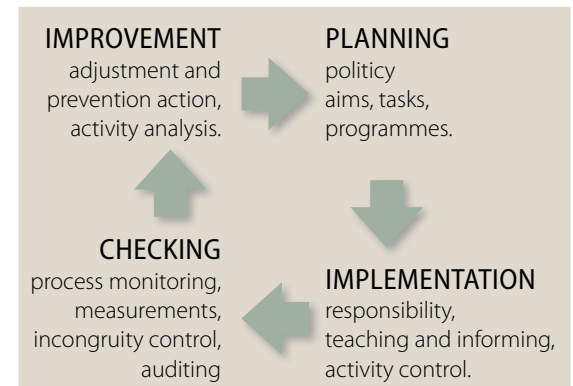 IMPROVEMENT
adjustment and
prevention action,
activity analysis.
PLANNING
politicy
aims, tasks,
programmes.
CHECKING
process monitoring,
measurements,
incongruity control,
auditing
IMPLEMENTATION
responsibility,
teaching and informing,
activity control.